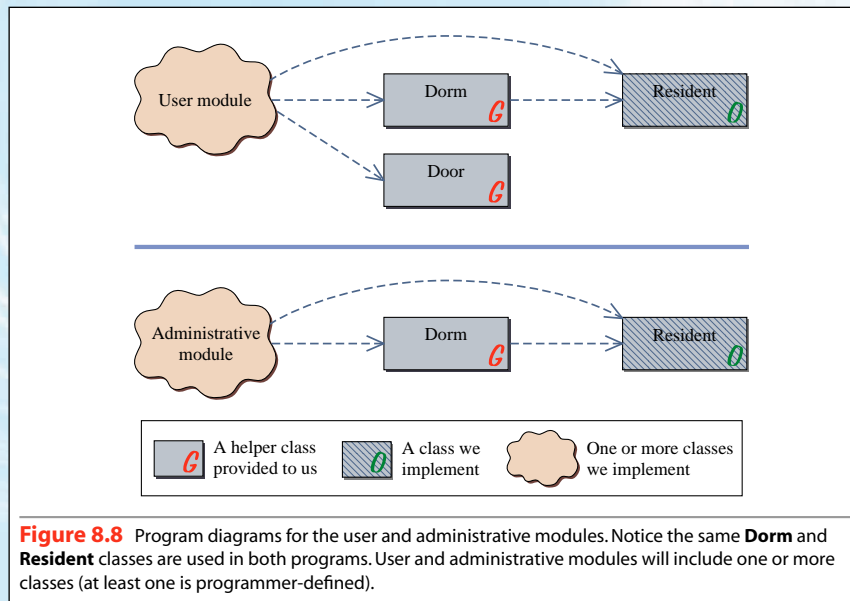 User module
Dorm
G
Resident
O
Door
G
Administrative
module
Dorm
G
Resident
O
G
A helper class
provided to us
O
A class we
implement
One or more classes
we implement
Figure 8.8 Program diagrams for the user and administrative modules. Notice the same Dorm and
Resident classes are used in both programs. User and administrative modules will include one or more
classes (at least one is programmer-defined).